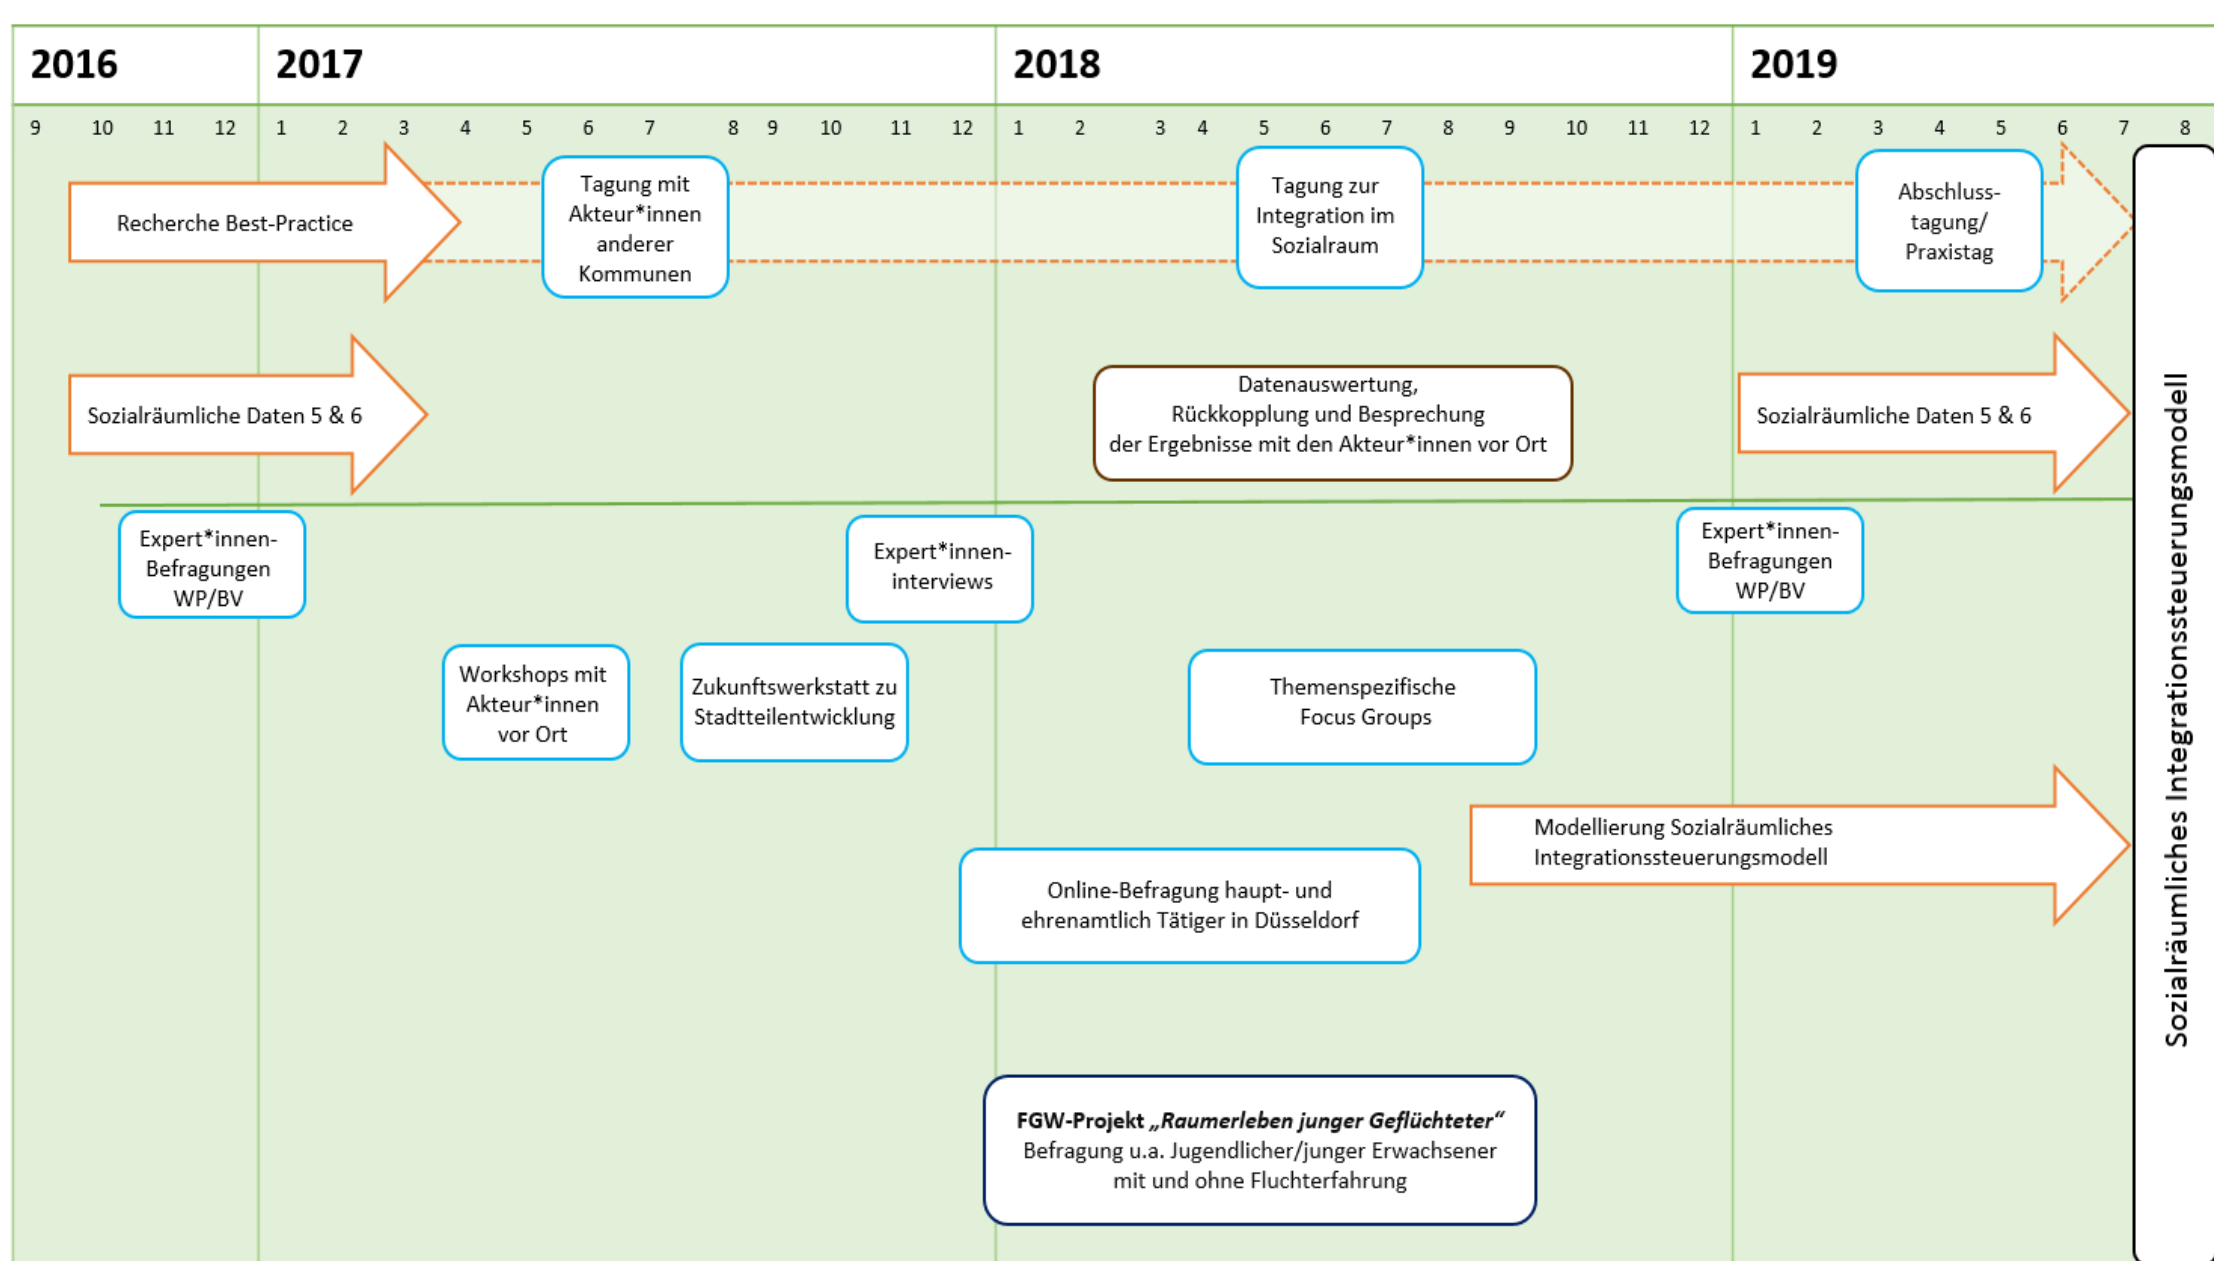 2016 2017 2018 2019
9 10 11 12 1 2 3 4 5 6 7 8 9 10 11 12 1 2 3 4 5 6 7 8 9 10 11 12 1 2 3 4 5 6 7 8
Recherche Best-Practice
Tagung mit
Akteur*innen
anderer
Kommunen
Tagung zur
Integration im
Sozialraum
Abschluss-
tagung/
Praxistag
Sozialräumliche Daten 5 & 6
Datenauswertung,
Rückkopplung und Besprechung
der Ergebnisse mit den Akteur*innen vor Ort
Sozialräumliche Daten 5 & 6
Expert*innen-
Befragungen
WP/BV
Expert*innen-
interviews
Expert*innen-
Befragungen
WP/BV
Workshops mit
Akteur*innen
vor Ort
Zukunftswerkstatt zu
Stadtteilentwicklung
Themenspezifische
Focus Groups
Modellierung Sozialräumliches
Integrationssteuerungsmodell
Online-Befragung haupt- und
ehrenamtlich Tätiger in Düsseldorf
FGW-Projekt „Raumerleben junger Geflüchteter“
Befragung u.a. Jugendlicher/junger Erwachsener
mit und ohne Fluchterfahrung
Sozialräumliches Integrationssteuerungsmodell